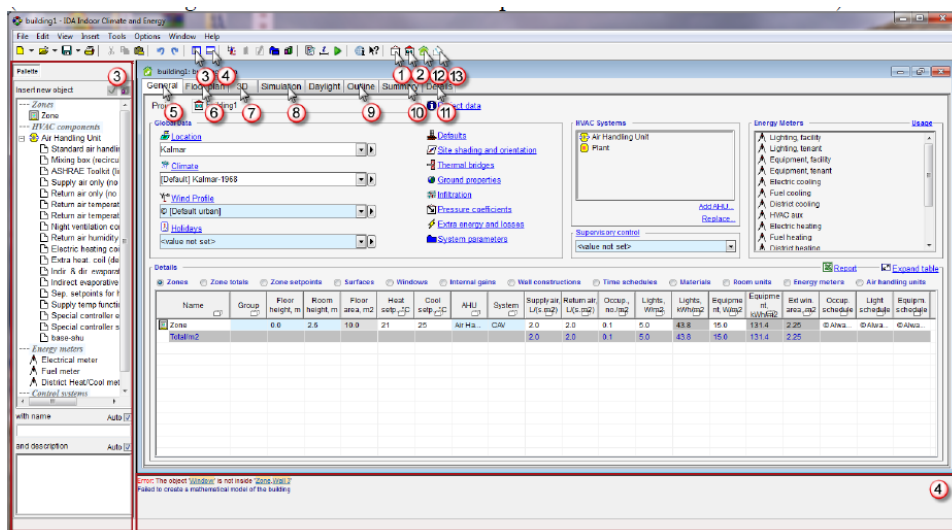 building1 - IDA Indoor Climate and Energy
File Edit View Insert Tools Options Window Help
3 4 1 2 12 13
Palette
3
Insert new object
--- Zones
Zone
--- HVAC components
Air Handling Unit
Standard air handlin
Mixing box (recircu
ASHRAE Toolkit (li
Supply air only (no
Return air only (no
Return air temperat
Return air temperat
Night ventilation co
Return air humidity
Electric heating coi
Extra heat. coil (de
Indir & dir evaporat
Indirect evaporative
Sep. setpoints for h
Supply temp functi
Special controller e
Special controller s
base-ahu
--- Energy meters
Electrical meter
Fuel meter
District Heat/Cool met
--- Control systems
with name Auto
and description Auto
building1:
General Floor plan 3D Simulation Daylight Outline Summary Details
5 6 7 8 9 10 11
building1
Global Data
Location
Kalmar
Climate
[Default] Kalmar-1968
Wind Profile
© [Default urban]
Holidays
<value not set>
Defaults
Site shading and orientation
Thermal bridges
Ground properties
Infiltration
Pressure coefficients
Extra energy and losses
System parameters
HVAC Systems
Air Handling Unit
Plant
Add AHU...
Replace...
Supervisory control
<value not set>
Energy Meters Usage
Lighting, facility
Lighting, tenant
Equipment, facility
Equipment, tenant
Electric cooling
Fuel cooling
District cooling
HVAC aux
Electric heating
Fuel heating
District heating
Details Report Expand table
Zones Zone totals Zone setpoints Surfaces Windows Internal gains Wall constructions Time schedules Materials Room units Energy meters Air handling units
Name Group Floor height, m Room height, m Floor area, m2 Heat setp.,°C Cool setp.,°C AHU System Supply air, L/(s.m2) Return air, L/(s.m2) Occup., no./m2 Lights, W/m2 Lights, kWh/m2 Equipme nt, W/m2 Equipme nt, kWh/m2 Ext win. area, m2 Occup. schedule Light schedule Equipm. schedule
Zone 0.0 2.6 10.0 21 25 Air Ha... CAV 2.0 2.0 0.1 5.0 43.8 15.0 131.4 2.25 ©Alwa... ©Alwa... ©Alwa...
Total/m2 2.0 2.0 0.1 5.0 43.8 15.0 131.4 2.25
Error: The object 'Window' is not inside 'Zone.Wall 2'
Failed to create a mathematical model of the building
4